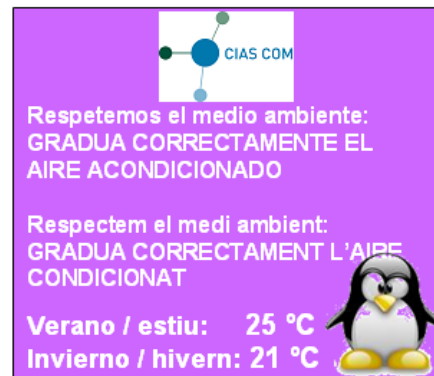 CIAS COM
Respetemos el medio ambiente:
GRADUA CORRECTAMENTE EL
AIRE ACONDICIONADO
Respectem el medi ambient:
GRADUA CORRECTAMENT L'AIRE
CONDICIONAT
Verano / estiu: 25 ºC
Invierno / hivern: 21 ºC